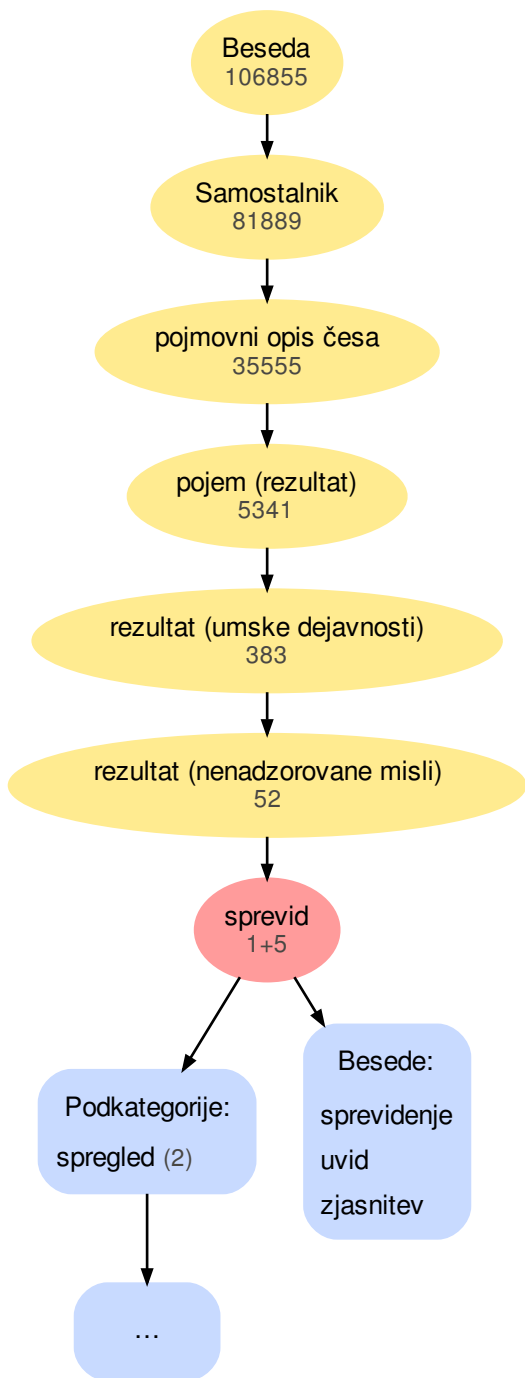 Beseda
106855
Samostalnik
81889
pojmovni opis česa
35555
pojem (rezultat)
5341
rezultat (umske dejavnosti)
383
rezultat (nenadzorovane misli)
52
sprevid
1+5
Podkategorije:
spregled (2)
...
Besede:
sprevidenje
uvid
zjasnitev